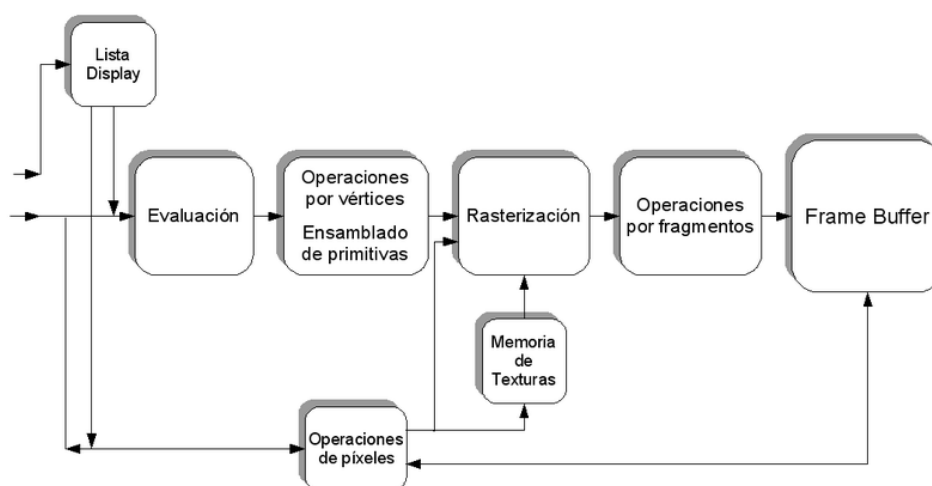 Lista
Display
Evaluación
Operaciones
por vértices
Ensamblado
de primitivas
Rasterización
Operaciones
por fragmentos
Frame Buffer
Memoria
de
Texturas
Operaciones
de píxeles